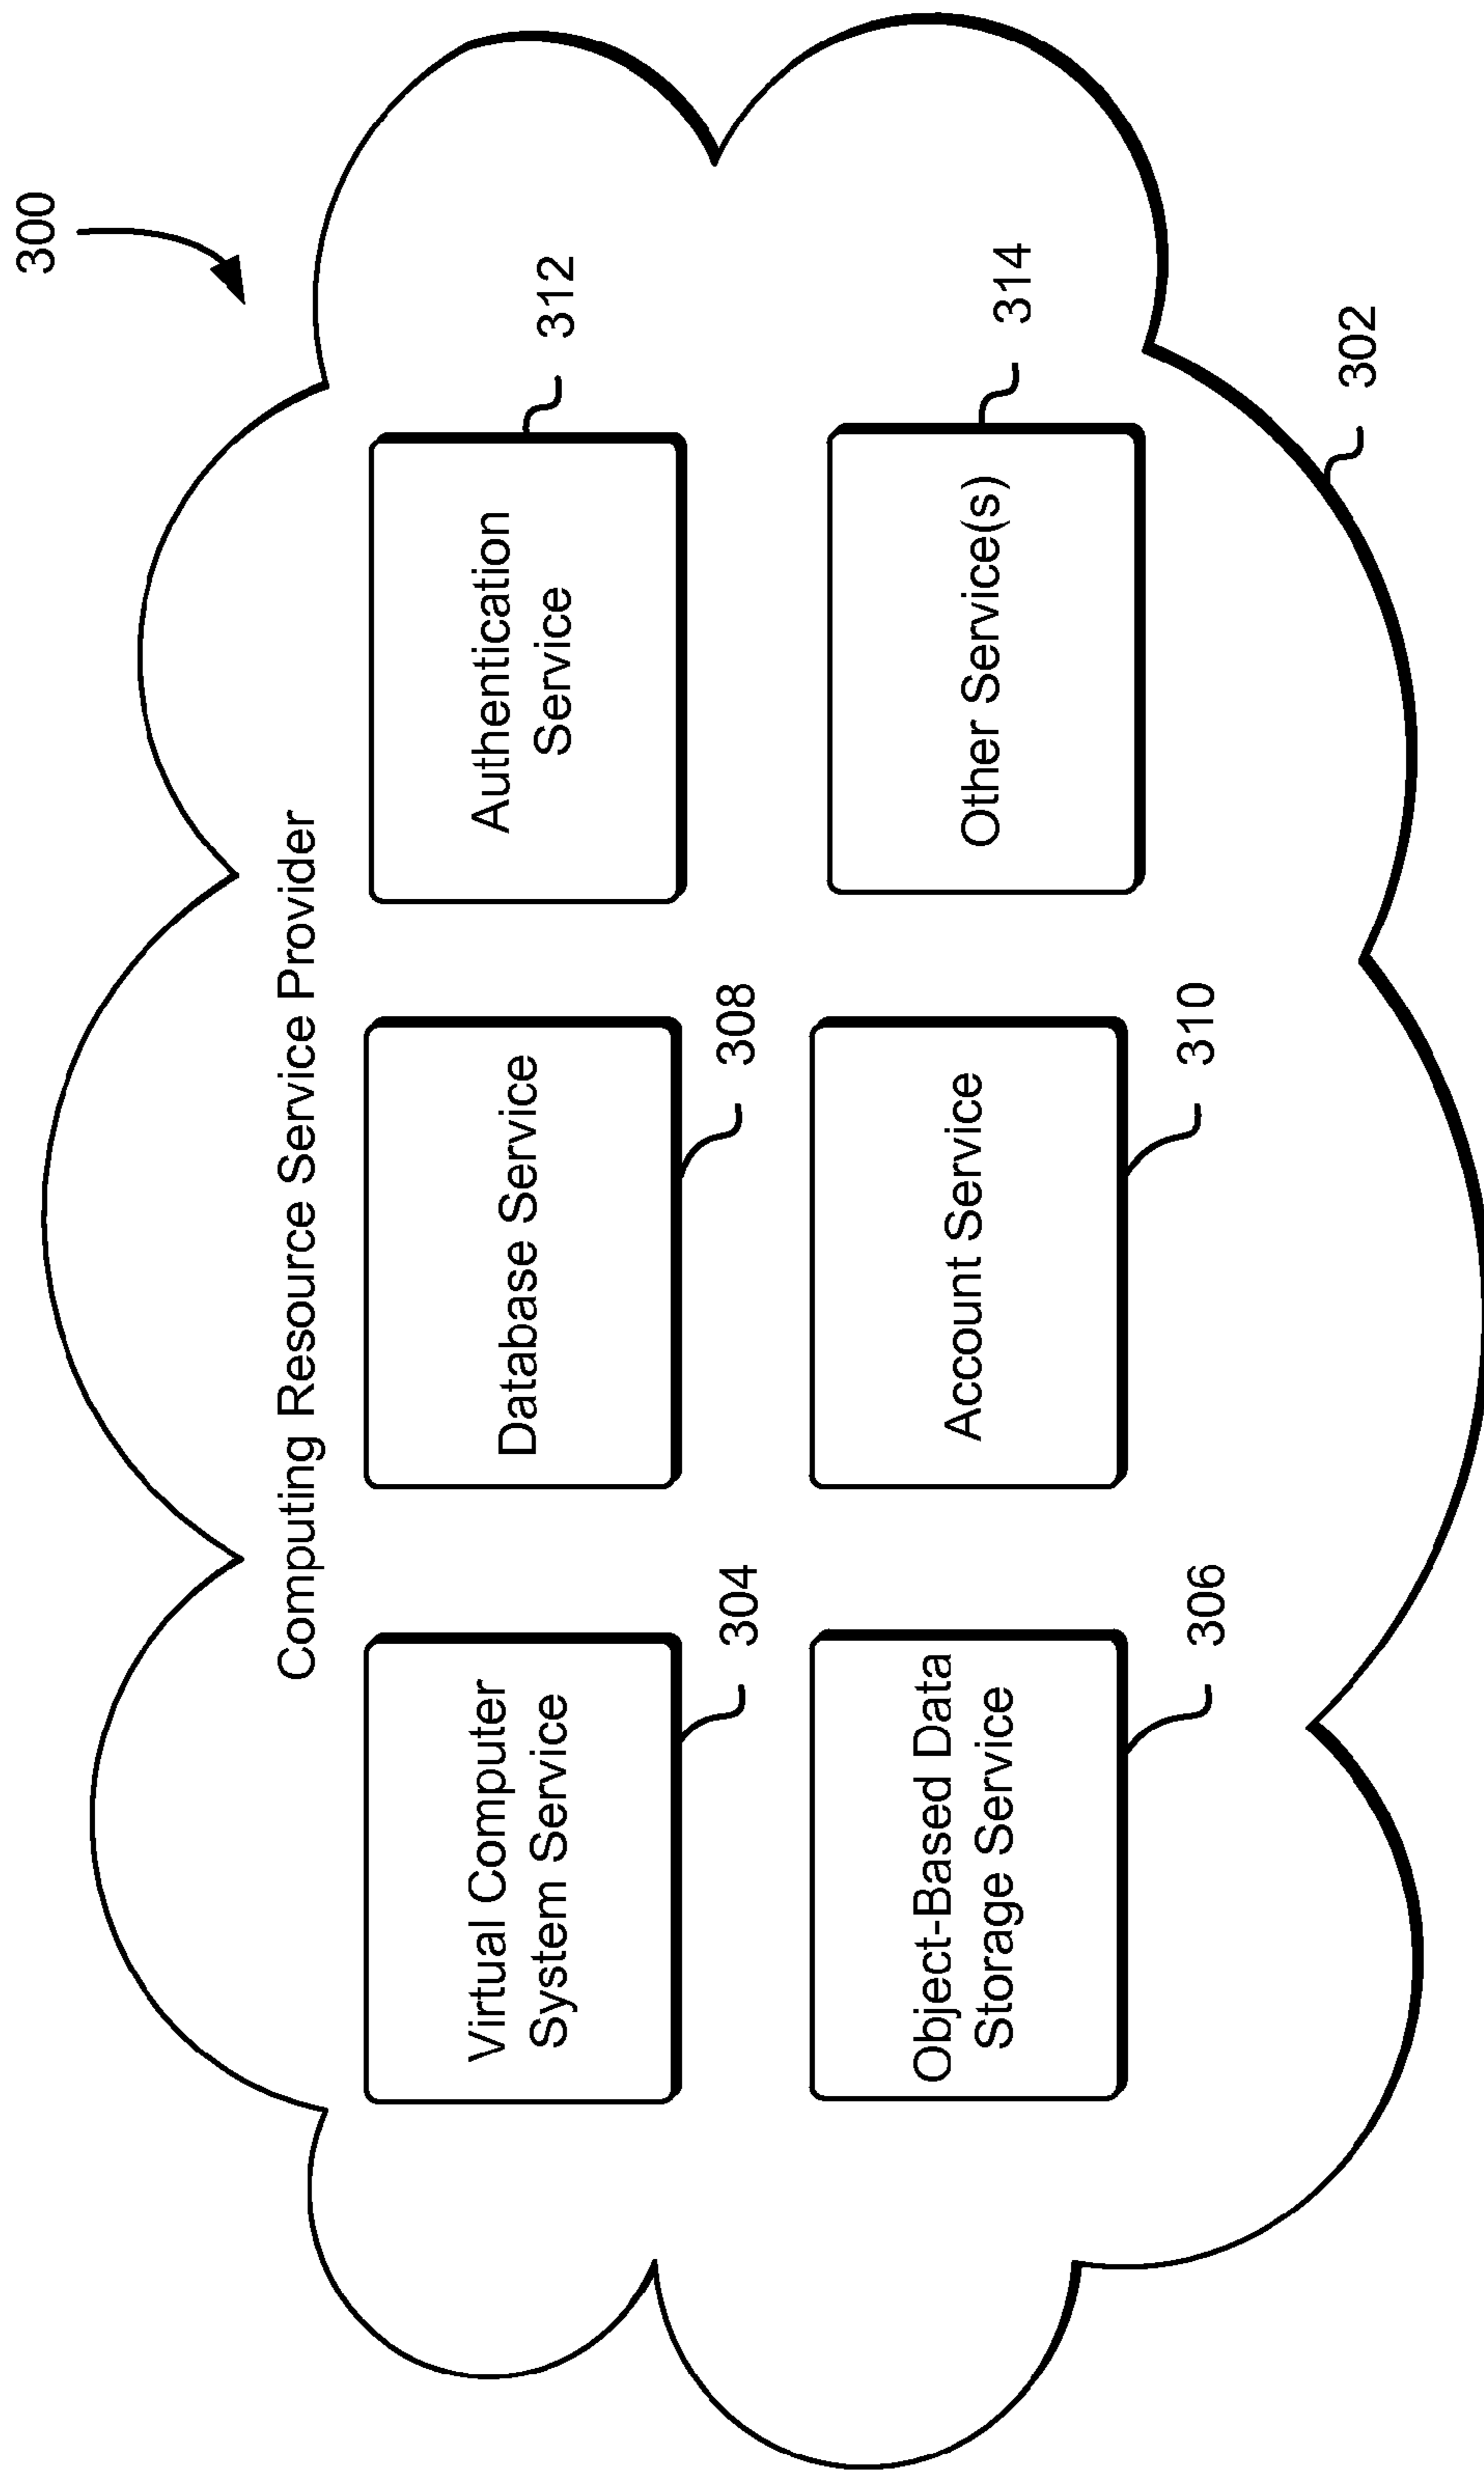 300
Computing Resource Service Provider
Virtual Computer
System Service
304
Database Service
308
Authentication
Service
312
Object-Based Data
Storage Service
306
Account Service
310
Other Service(s)
314
302